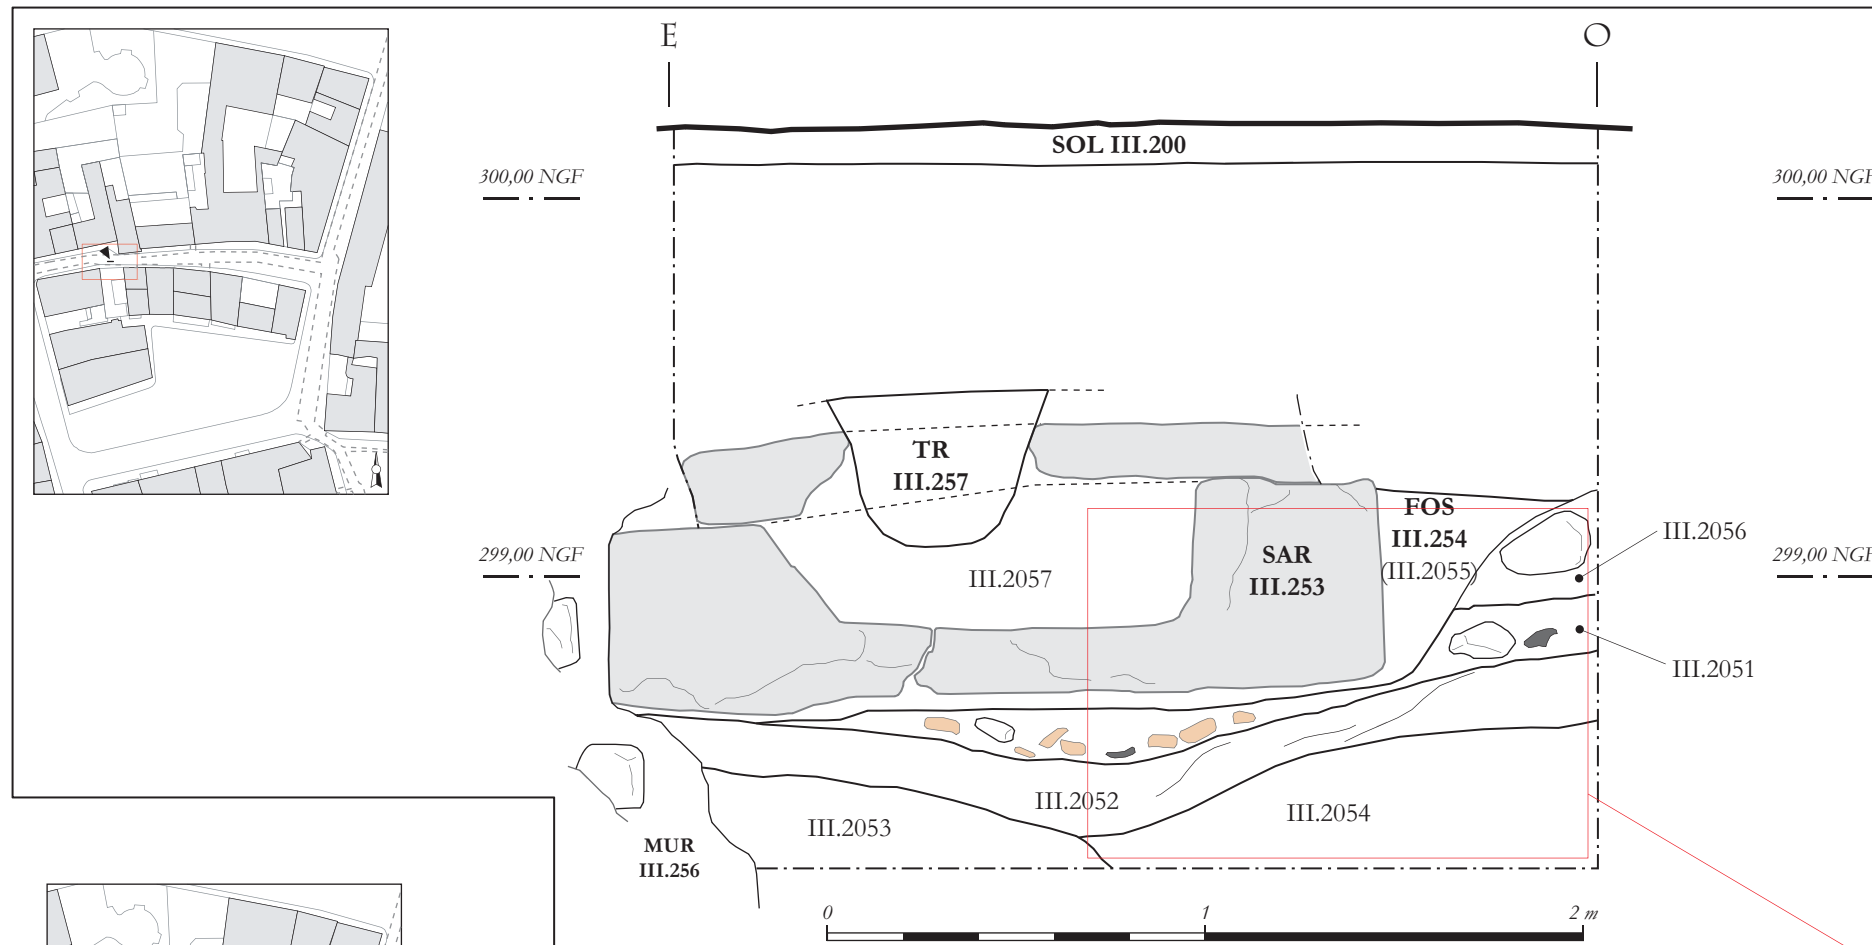 E
O
SOL III.200
300,00 NGF
300,00 NGF
TR
III.257
FOS
III.254
(III.2055)
III.2056
SAR
III.253
299,00 NGF
299,00 NGF
III.2057
III.2051
III.2052
III.2053
III.2054
MUR
III.256
0
1
2 m